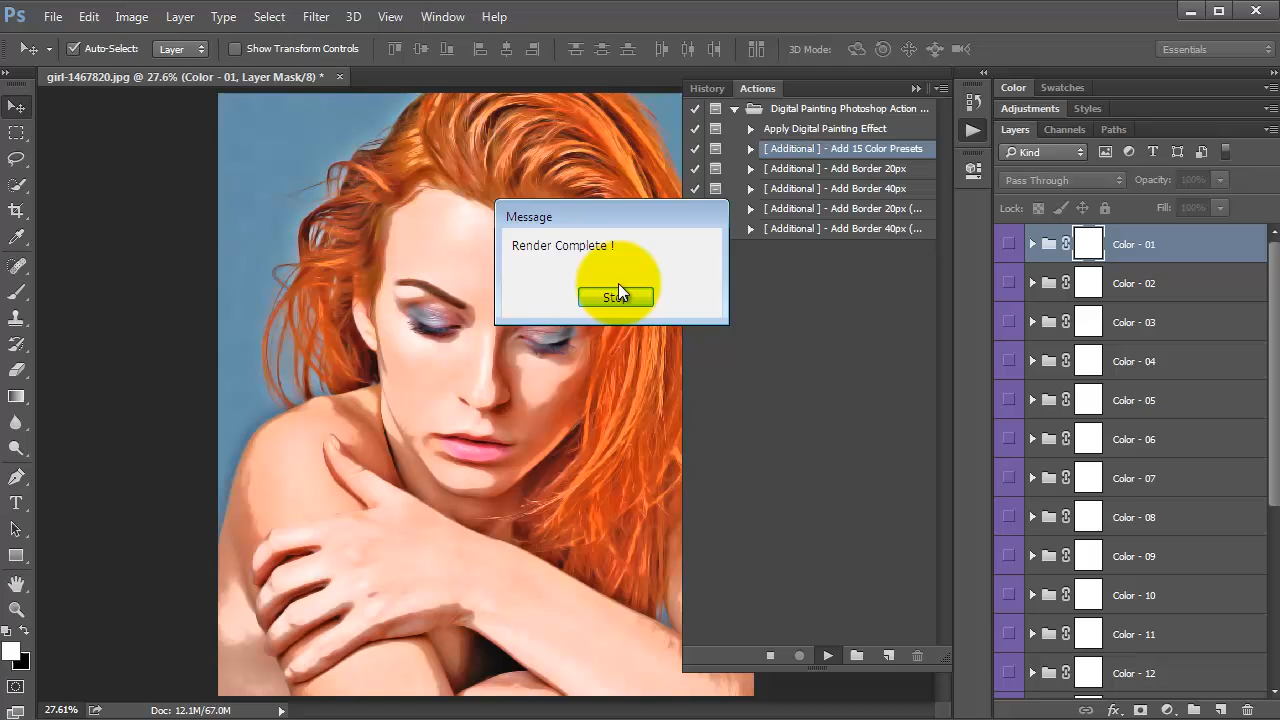 Ps File Edit Image Layer Type Select Filter 3D View Window Help
Auto-Select: Layer Show Transform Controls 3D Mode: Essentials
girl-1467820.jpg @ 27.6% (Color - 01, Layer Mask/8) *
History Actions
Digital Painting Photoshop Action ...
Apply Digital Painting Effect
[ Additional ] - Add 15 Color Presets
[ Additional ] - Add Border 20px
[ Additional ] - Add Border 40px
[ Additional ] - Add Border 20px (...
[ Additional ] - Add Border 40px (...
Message
Render Complete !
Stop
Color Swatches
Adjustments Styles
Layers Channels Paths
Kind
Pass Through Opacity: 100%
Lock: Fill: 100%
Color - 01
Color - 02
Color - 03
Color - 04
Color - 05
Color - 06
Color - 07
Color - 08
Color - 09
Color - 10
Color - 11
Color - 12
27.61% Doc: 12.1M/67.0M